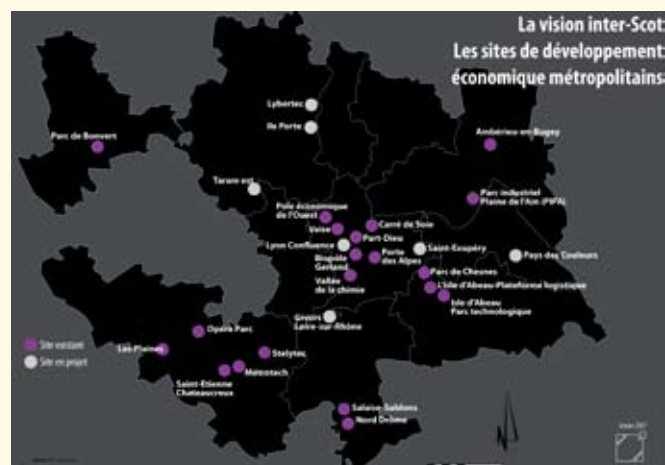 La vision inter-Scot
Les sites de développement
économique métropolitains
Lybertec
Ile Porte
Parc de Bonvert
Ambérieu-en-Bugey
Tarare est
Parc industriel
Plaine de l'Ain (PIPA)
Pole économique
de l'Ouest
Carré de Soie
Vaise
Part-Dieu
Lyon Confluence
Saint-Exupéry
Biopôle
Gerland
Porte
des Alpes
Pays des Couleurs
Vallée
de la chimie
Parc de Chesnes
L'Isle d'Abeau Plateforme logistique
Isle d'Abeau
Parc technologique
Givors
Loire-sur-Rhône
Opéra Parc
Site existant
Site en projet
Les Plaines
Stelytec
Métrotech
Saint-Etienne
Chateaucreux
Salaise-Sablons
Nord Drôme